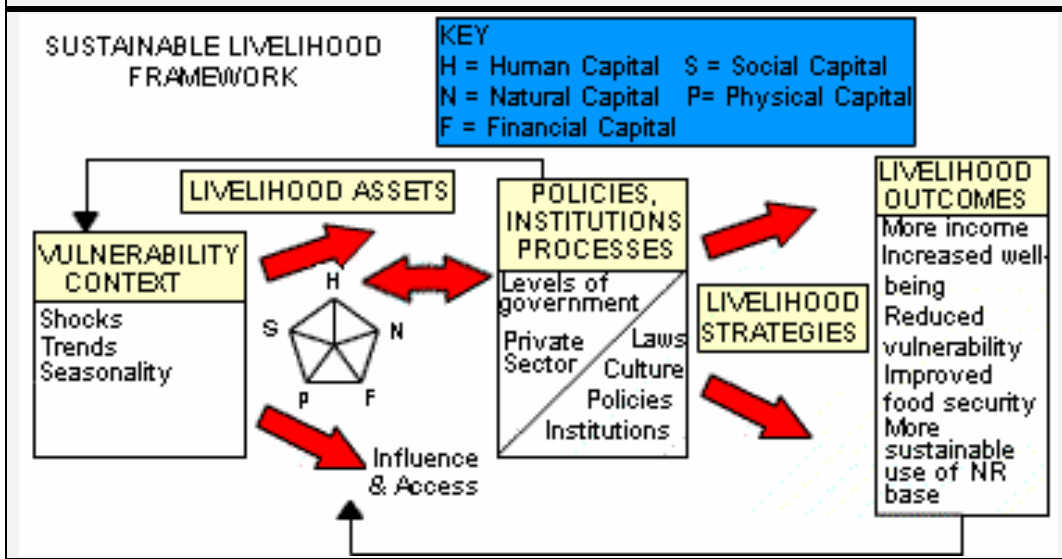 SUSTAINABLE LIVELIHOOD
FRAMEWORK
KEY
H = Human Capital S = Social Capital
N = Natural Capital P= Physical Capital
F = Financial Capital
LIVELIHOOD ASSETS
VULNERABILITY
CONTEXT
Shocks
Trends
Seasonality
H
S
N
P
F
Influence
& Access
POLICIES,
INSTITUTIONS
PROCESSES
Levels of
government
Private
Sector
Laws
Culture
Policies
Institutions
LIVELIHOOD
STRATEGIES
LIVELIHOOD
OUTCOMES
More income
Increased well-
being
Reduced
vulnerability
Improved
food security
More
sustainable
use of NR
base